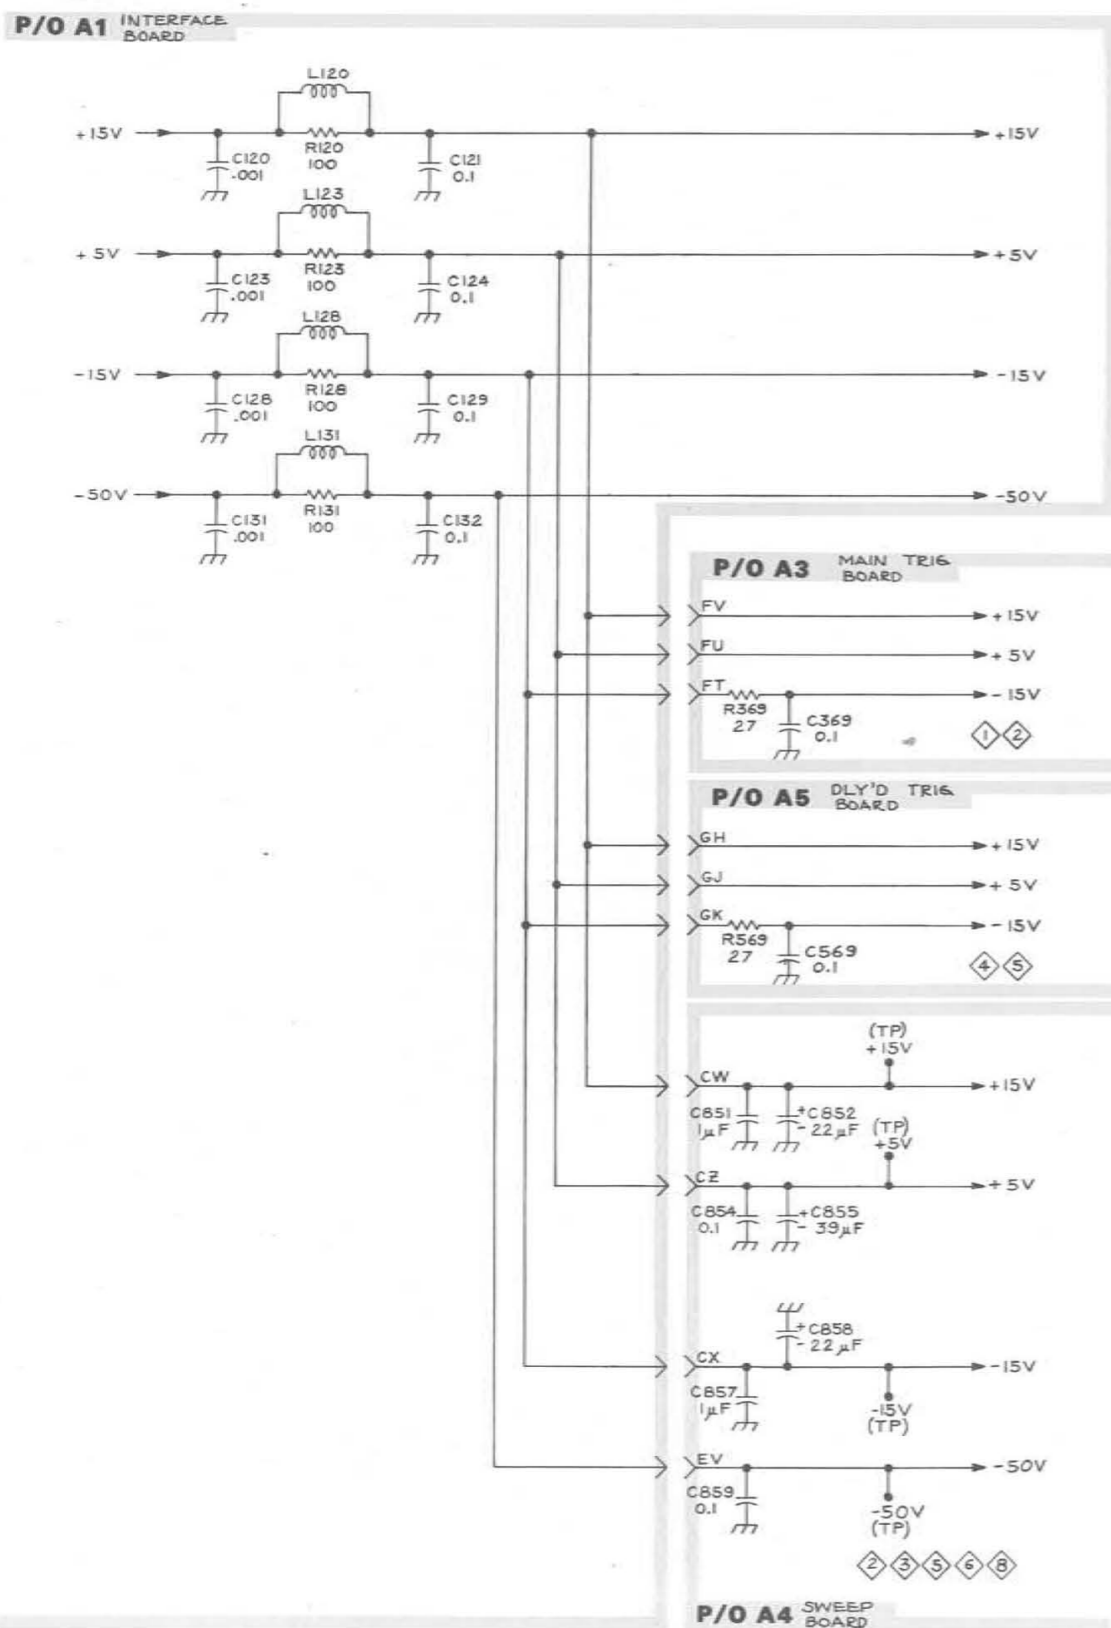 P/O A1 INTERFACE
BOARD
L120
+15V
R120
100
C120
.001
C121
0.1
+15V
L123
+5V
R123
100
C123
.001
C124
0.1
+5V
L128
-15V
R128
100
C128
.001
C129
0.1
-15V
L131
-50V
R131
100
C131
.001
C132
0.1
-50V
P/O A3 MAIN TRIG
BOARD
FV
+15V
FU
+5V
FT
R369
27
C369
0.1
-15V
1 2
P/O A5 DLY'D TRIG
BOARD
GH
+15V
GJ
+5V
GK
R569
27
C569
0.1
-15V
4 5
(TP)
+15V
CW
+15V
C851
1µF
+C852
- 22µF
(TP)
+5V
CZ
+5V
C854
0.1
+C855
- 39µF
+C858
- 22µF
CX
-15V
C857
1µF
-15V
(TP)
EV
-50V
C859
0.1
-50V
(TP)
2 3 5 6 8
P/O A4 SWEEP
BOARD